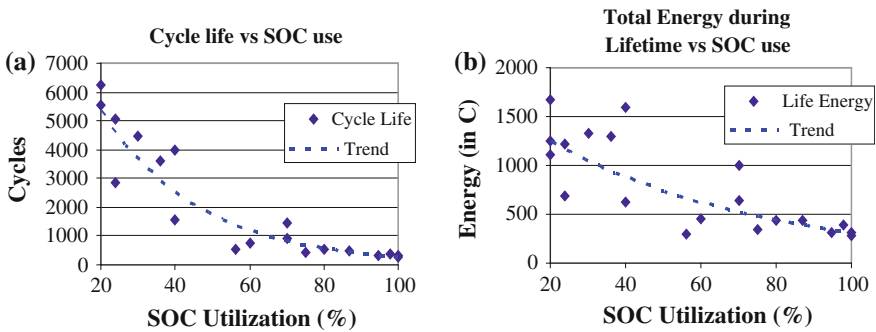 (a)
Cycle life vs SOC use
7000
6000
5000
4000
3000
2000
1000
0
Cycles
Cycle Life
Trend
20 40 60 80 100
SOC Utilization (%)
(b)
Total Energy during
Lifetime vs SOC use
2000
1500
1000
500
0
Energy (in C)
Life Energy
Trend
20 40 60 80 100
SOC Utilization (%)